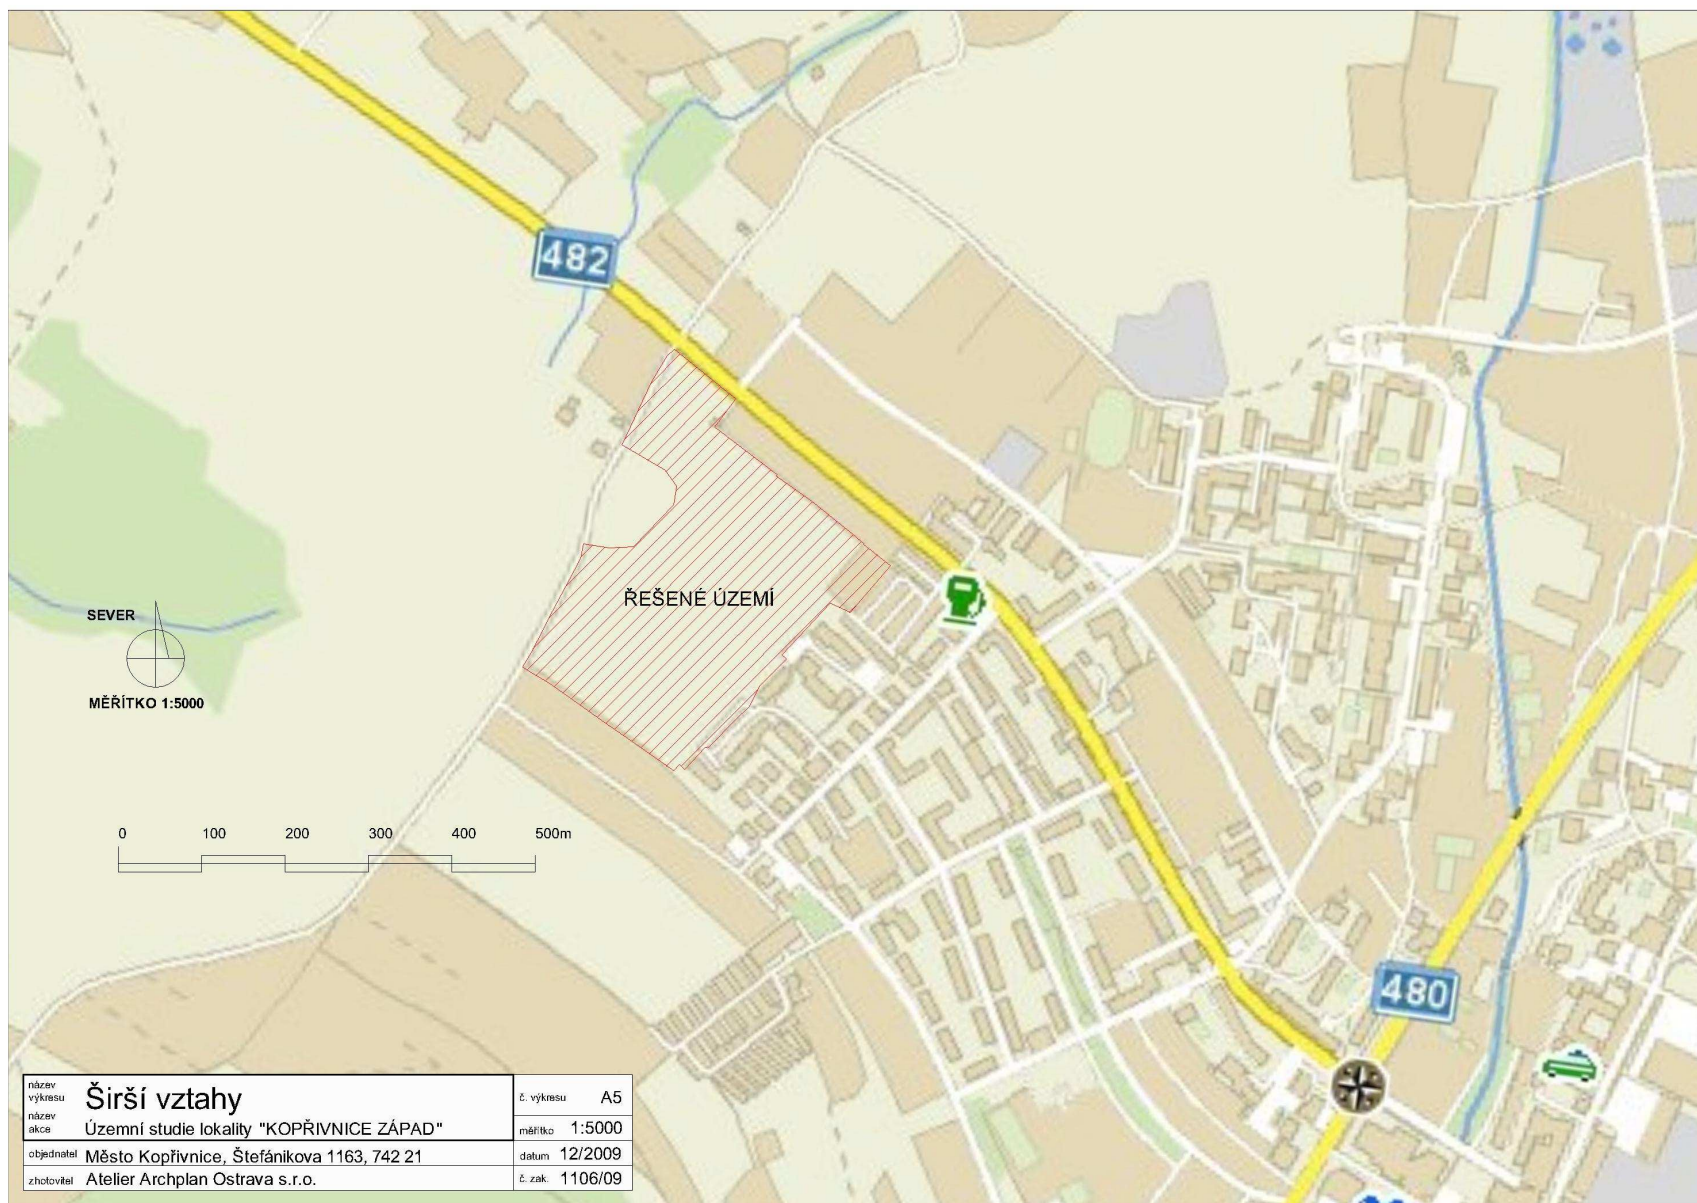 482
ŘEŠENÉ ÚZEMÍ
SEVER
MĚŘÍTKO 1:5000
0 100 200 300 400 500m
480
název výkresu Širší vztahy č. výkresu A5
název akce Územní studie lokality "KOPŘIVNICE ZÁPAD" měřítko 1:5000
objednatel Město Kopřivnice, Štefánikova 1163, 742 21 datum 12/2009
zhotovitel Atelier Archplan Ostrava s.r.o. č. zak. 1106/09